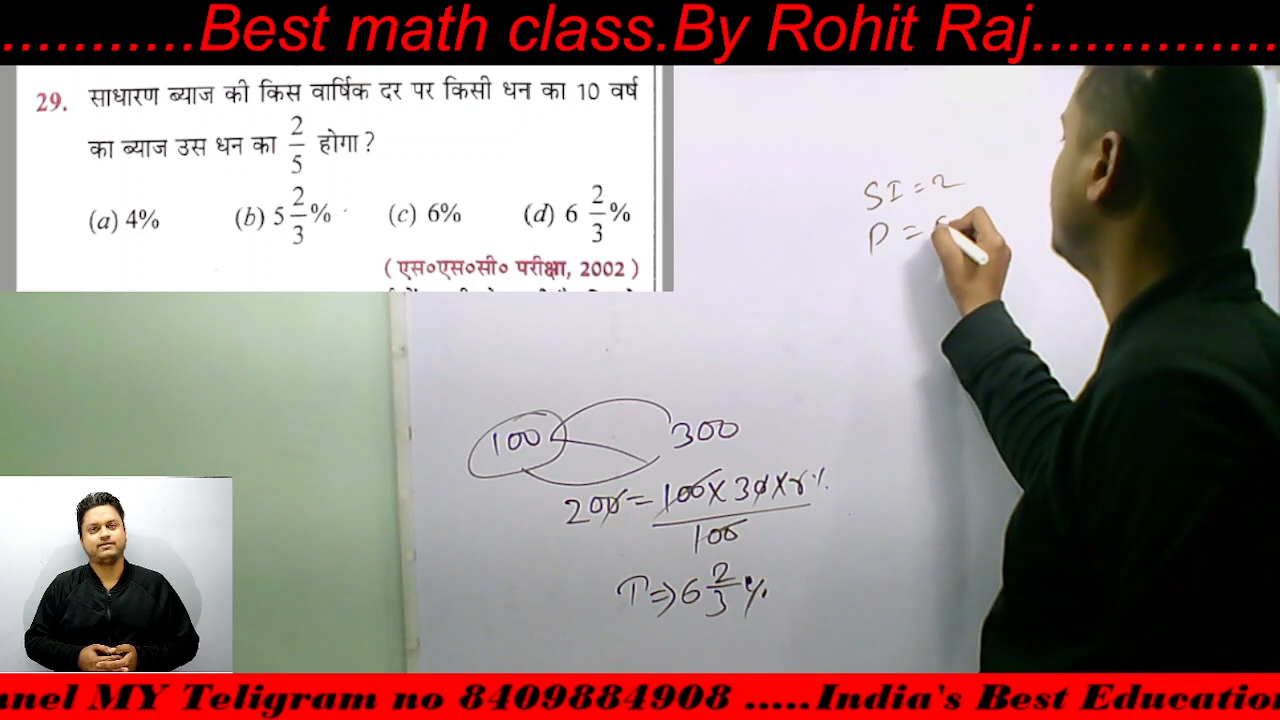 ...........Best math class.By Rohit Raj..............
29. साधारण ब्याज की किस वार्षिक दर पर किसी धन का 10 वर्ष
का ब्याज उस धन का 2/5 होगा ?
(a) 4% (b) 5 2/3% (c) 6% (d) 6 2/3%
( एस०एस०सी० परीक्षा, 2002 )
SI = 2
P =
100 300
200 = 100 x 30 x r% / 100
r => 6 2/3 %
nnel MY Teligram no 8409884908 .....India's Best Educatio